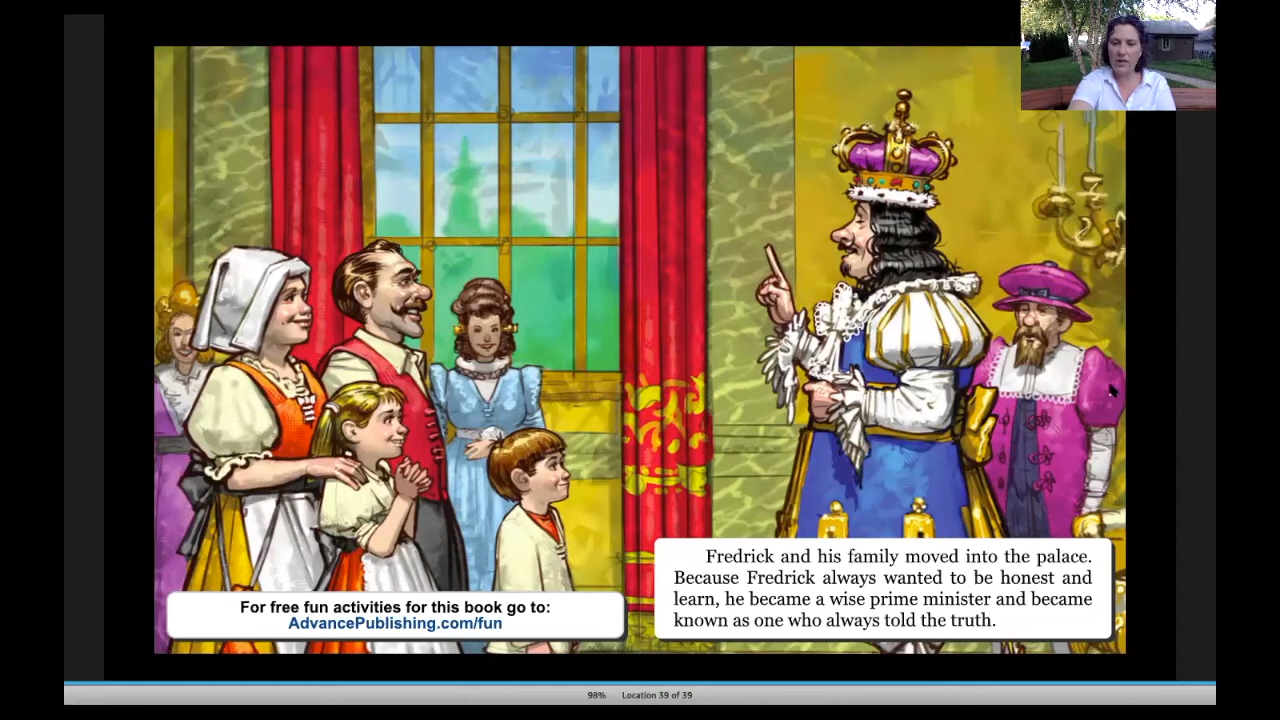 Fredrick and his family moved into the palace.
Because Fredrick always wanted to be honest and
learn, he became a wise prime minister and became
known as one who always told the truth.
For free fun activities for this book go to:
AdvancePublishing.com/fun
98% Location 39 of 39